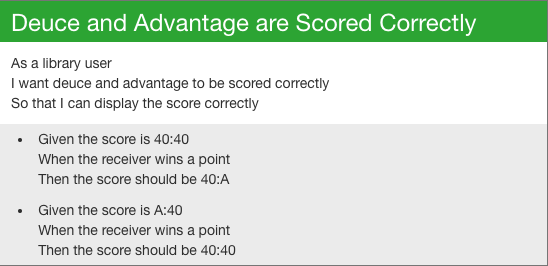 Deuce and Advantage are Scored Correctly
As a library user
I want deuce and advantage to be scored correctly
So that I can display the score correctly
• Given the score is 40:40
When the receiver wins a point
Then the score should be 40:A
• Given the score is A:40
When the receiver wins a point
Then the score should be 40:40